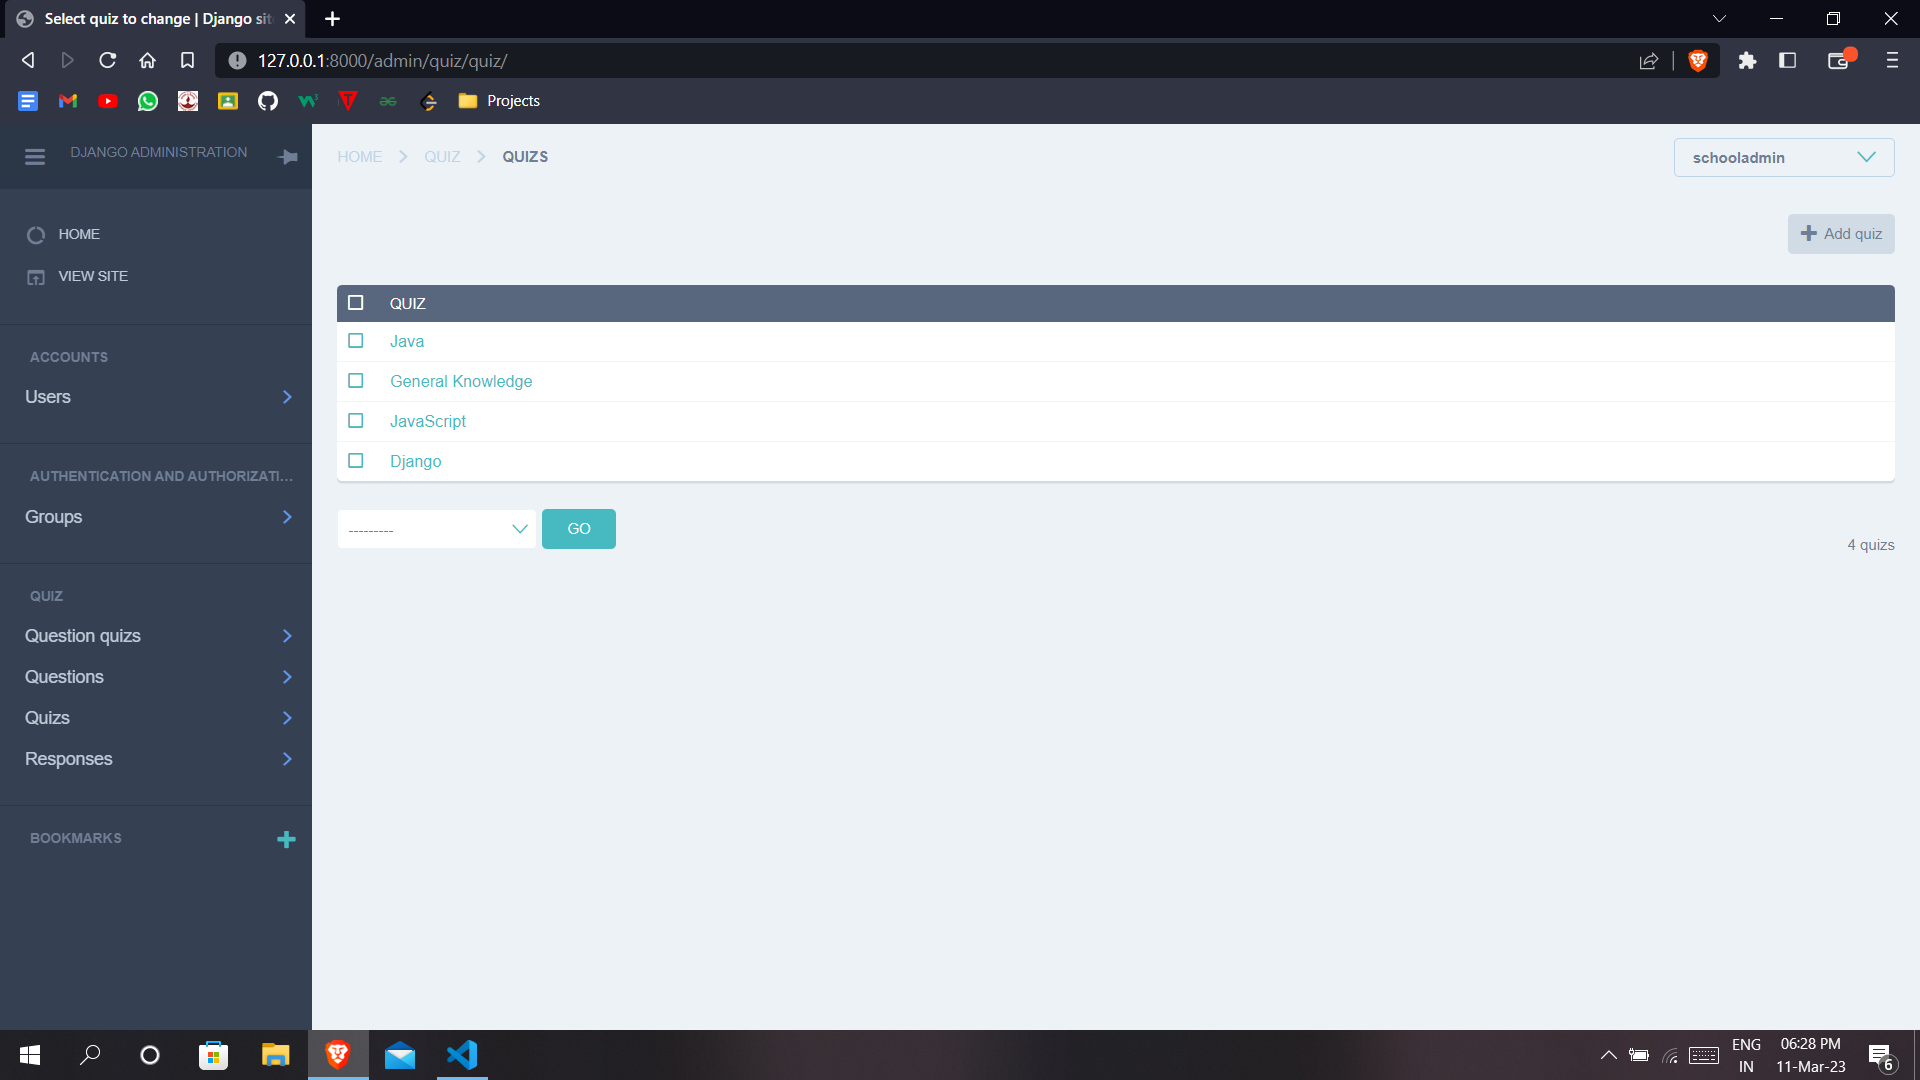 Select quiz to change | Django sit
127.0.0.1:8000/admin/quiz/quiz/
Projects
DJANGO ADMINISTRATION
HOME
VIEW SITE
ACCOUNTS
Users
AUTHENTICATION AND AUTHORIZATI...
Groups
QUIZ
Question quizs
Questions
Quizs
Responses
BOOKMARKS
HOME QUIZ QUIZS
schooladmin
Add quiz
QUIZ
Java
General Knowledge
JavaScript
Django
---------
GO
4 quizs
ENG
IN
06:28 PM
11-Mar-23
6